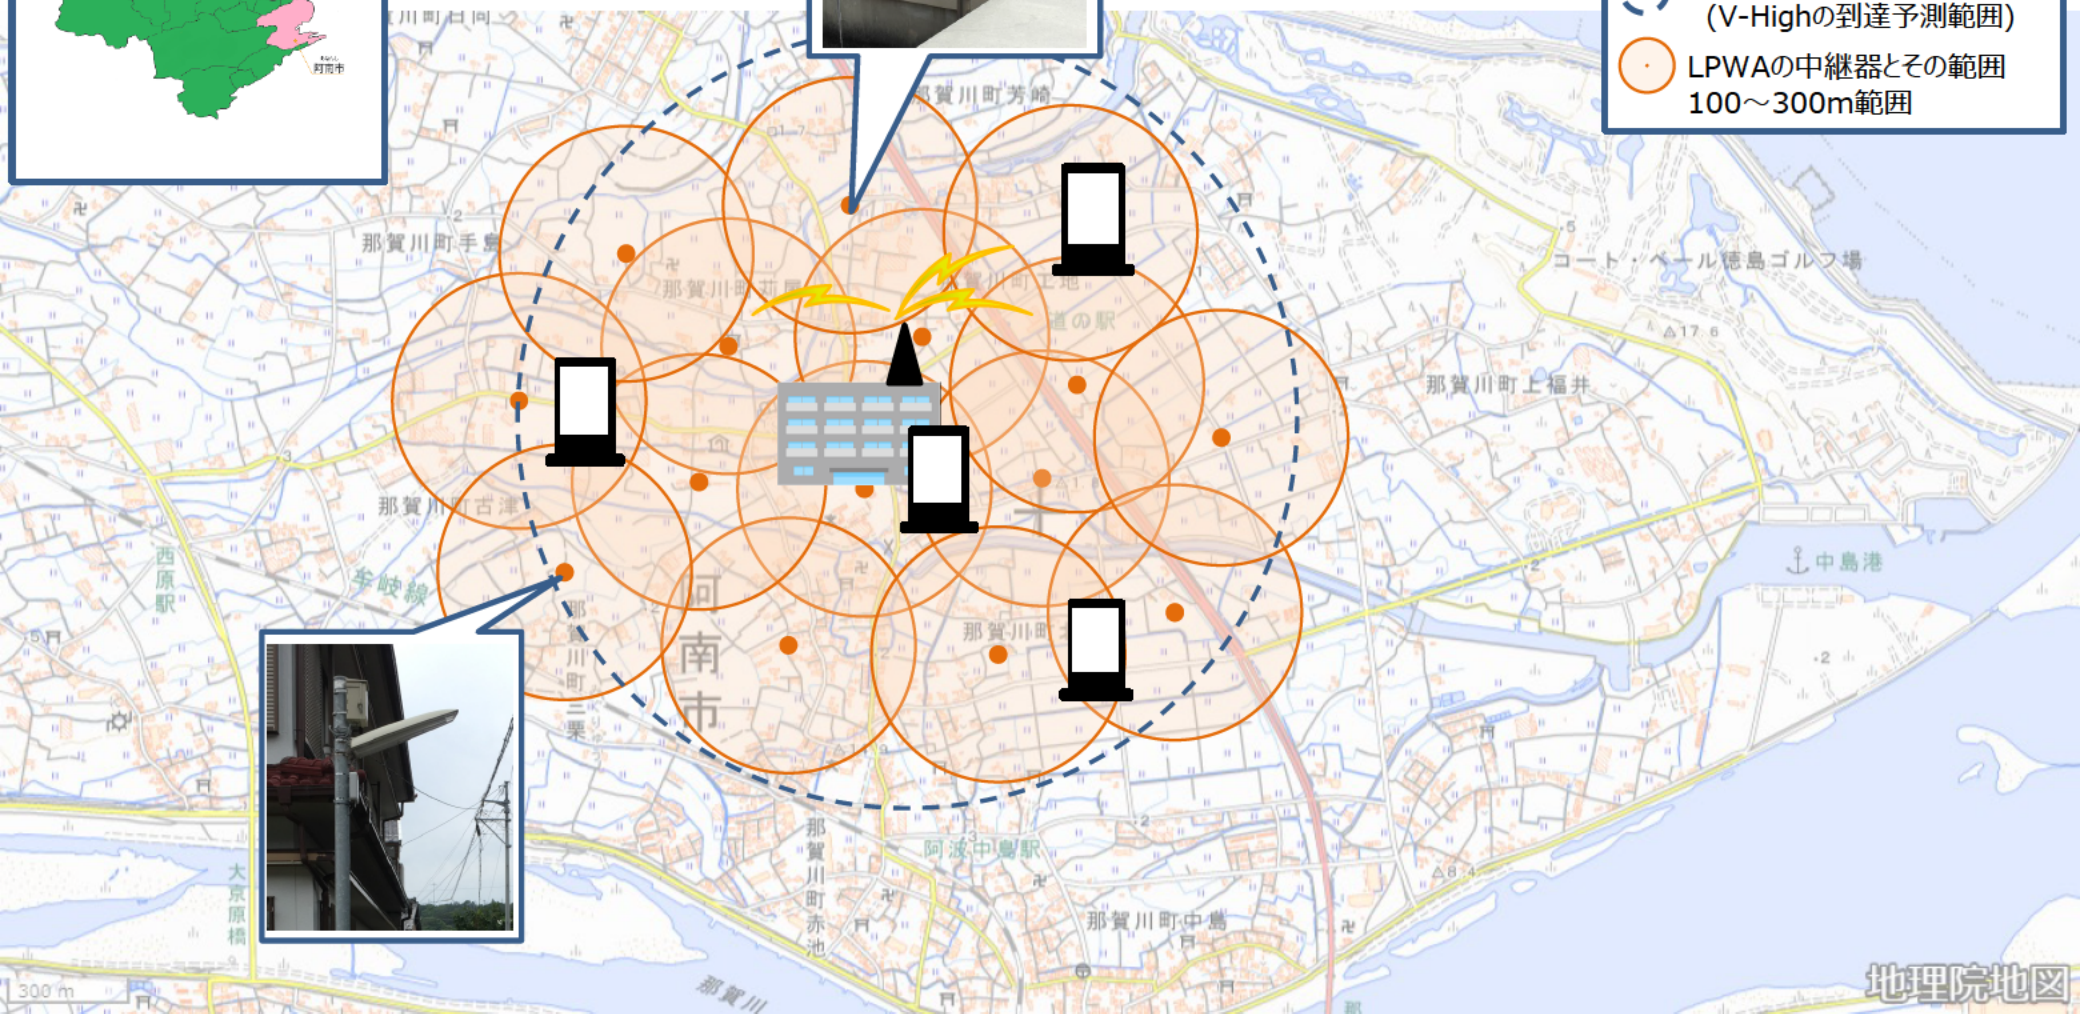 (V-Highの到達予測範囲)
LPWAの中継器とその範囲
100～300m範囲
阿南市
那賀川町芳崎
那賀川町手島
那賀川町上地
道の駅
コート・ベール徳島ゴルフ場
17.6
那賀川町上福井
那賀川町古津
西原駅
牟岐線
中島港
阿南市
那賀川町
那賀川町三栗
阿波中島駅
那賀川町赤池
大京原橋
那賀川町中島
8.4
那賀川
300 m
地理院地図